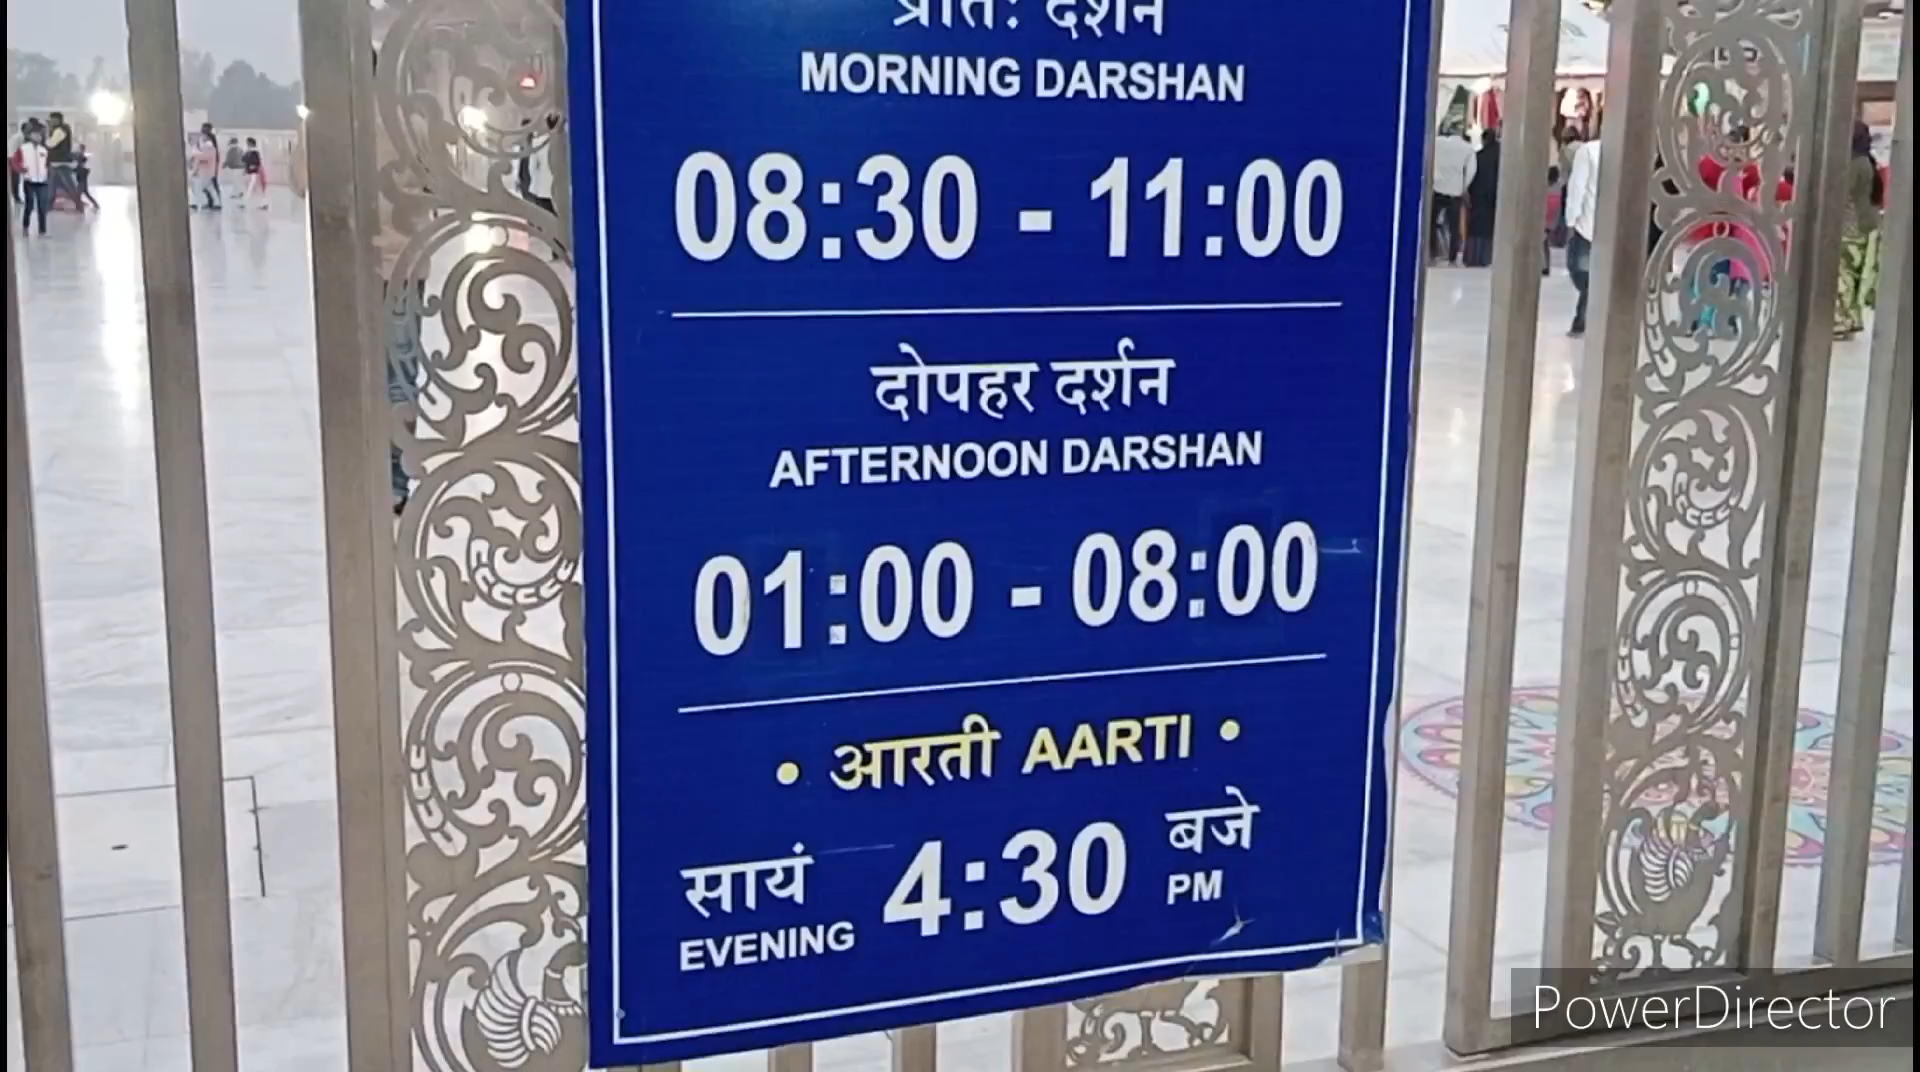 प्रातः दर्शन
MORNING DARSHAN
08:30 - 11:00
दोपहर दर्शन
AFTERNOON DARSHAN
01:00 - 08:00
• आरती AARTI •
सायं 4:30 बजे
EVENING PM
PowerDirector